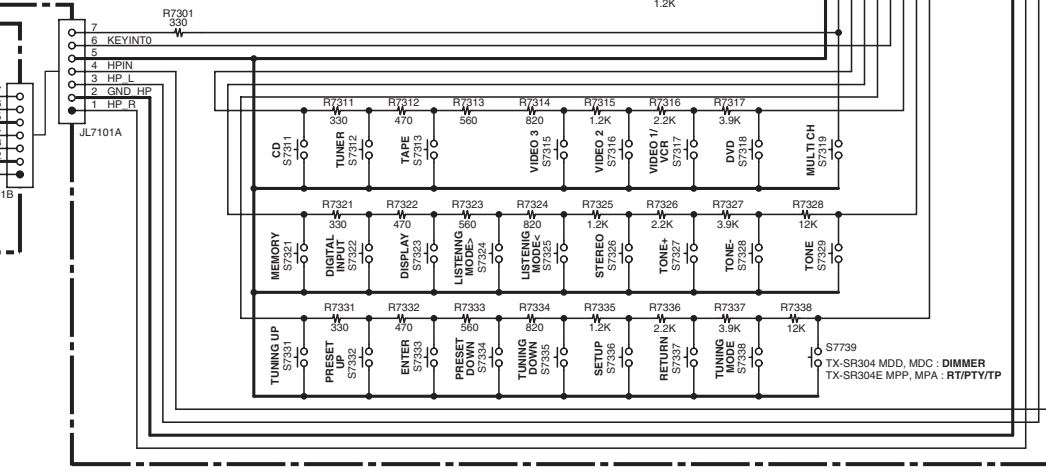 1.2K
R7301
330
7
6 KEYINT0
5
4 HPIN
3 HP_L
2 GND_HP
1 HP_R
JL7101A
1B
R7311 R7312 R7313 R7314 R7315 R7316 R7317
330 470 560 820 1.2K 2.2K 3.9K
CD
S7311
TUNER
S7312
TAPE
S7313
VIDEO 3
S7315
VIDEO 2
S7316
VIDEO 1/
VCR
S7317
DVD
S7318
MULTI CH
S7319
R7321 R7322 R7323 R7324 R7325 R7326 R7327 R7328
330 470 560 820 1.2K 2.2K 3.9K 12K
MEMORY
S7321
DIGITAL
INPUT
S7322
DISPLAY
S7323
LISTENING
MODE>
S7324
LISTENIG
MODE<
S7325
STEREO
S7326
TONE+
S7327
TONE-
S7328
TONE
S7329
R7331 R7332 R7333 R7334 R7335 R7336 R7337 R7338
330 470 560 820 1.2K 2.2K 3.9K 12K
TUNING UP
S7331
PRESET
UP
S7332
ENTER
S7333
PRESET
DOWN
S7334
TUNING
DOWN
S7335
SETUP
S7336
RETURN
S7337
TUNING
MODE
S7338
S7739
TX-SR304 MDD, MDC : DIMMER
TX-SR304E MPP, MPA : RT/PTY/TP